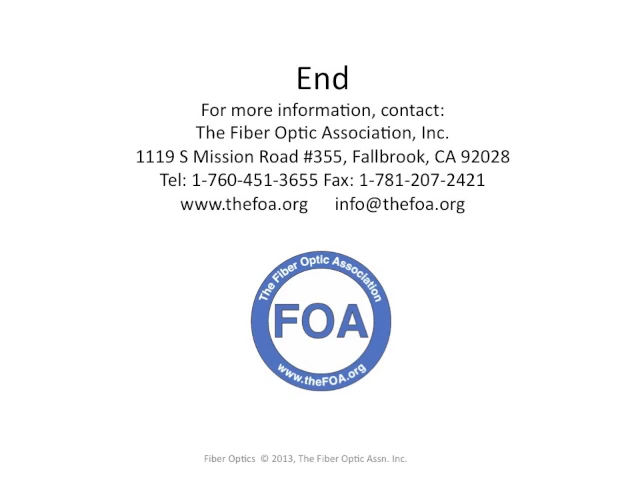 End
For more information, contact:
The Fiber Optic Association, Inc.
1119 S Mission Road #355, Fallbrook, CA 92028
Tel: 1-760-451-3655 Fax: 1-781-207-2421
www.thefoa.org info@thefoa.org
The Fiber Optic Association
FOA
www.theFOA.org
Fiber Optics © 2013, The Fiber Optic Assn. Inc.